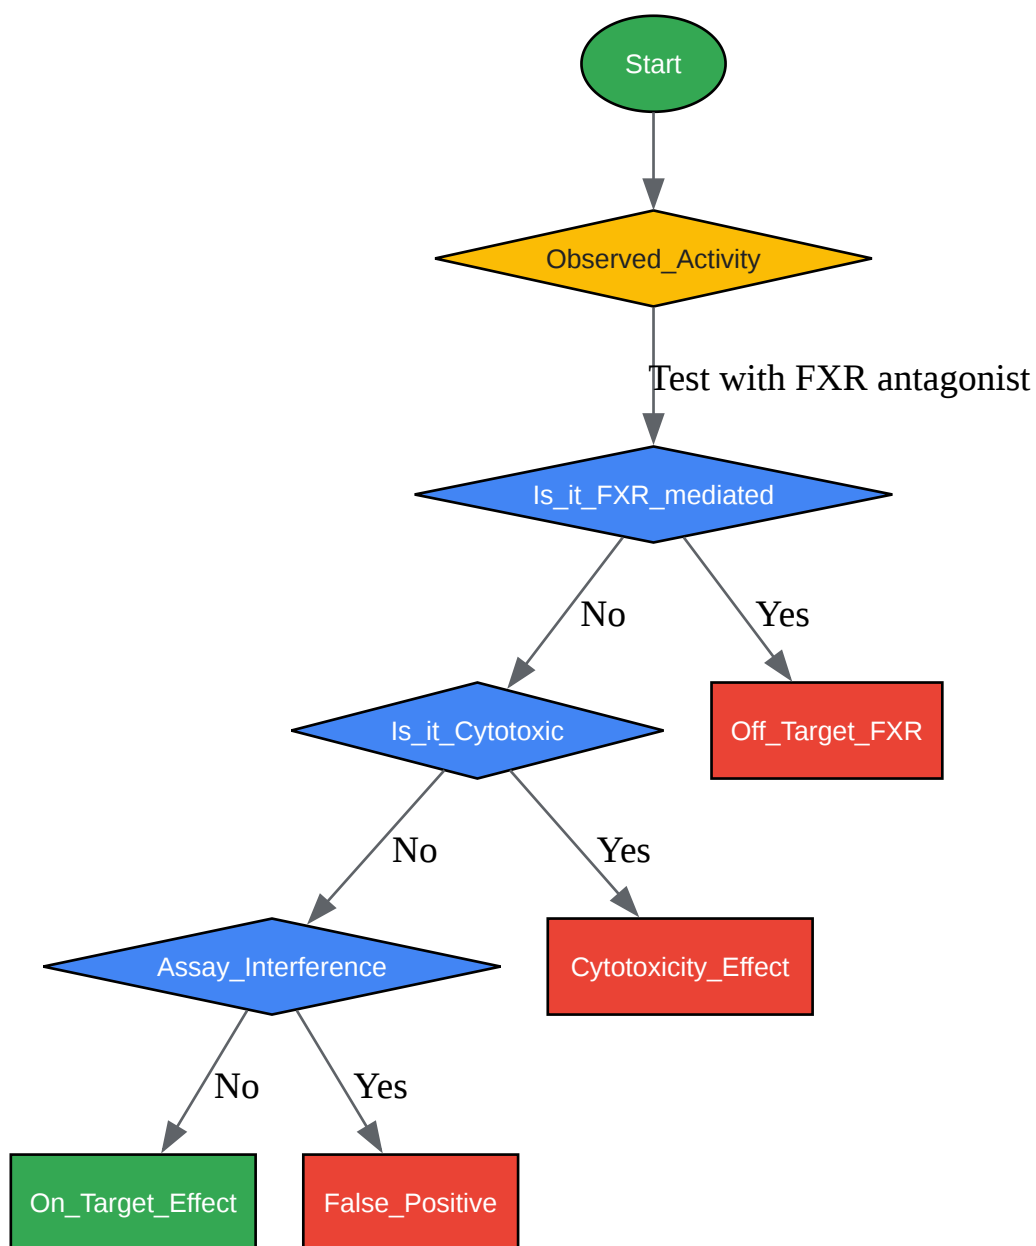 Start
Observed_Activity
Test with FXR antagonist
Is_it_FXR_mediated
No
Yes
Is_it_Cytotoxic
Off_Target_FXR
No
Yes
Assay_Interference
Cytotoxicity_Effect
No
Yes
On_Target_Effect
False_Positive